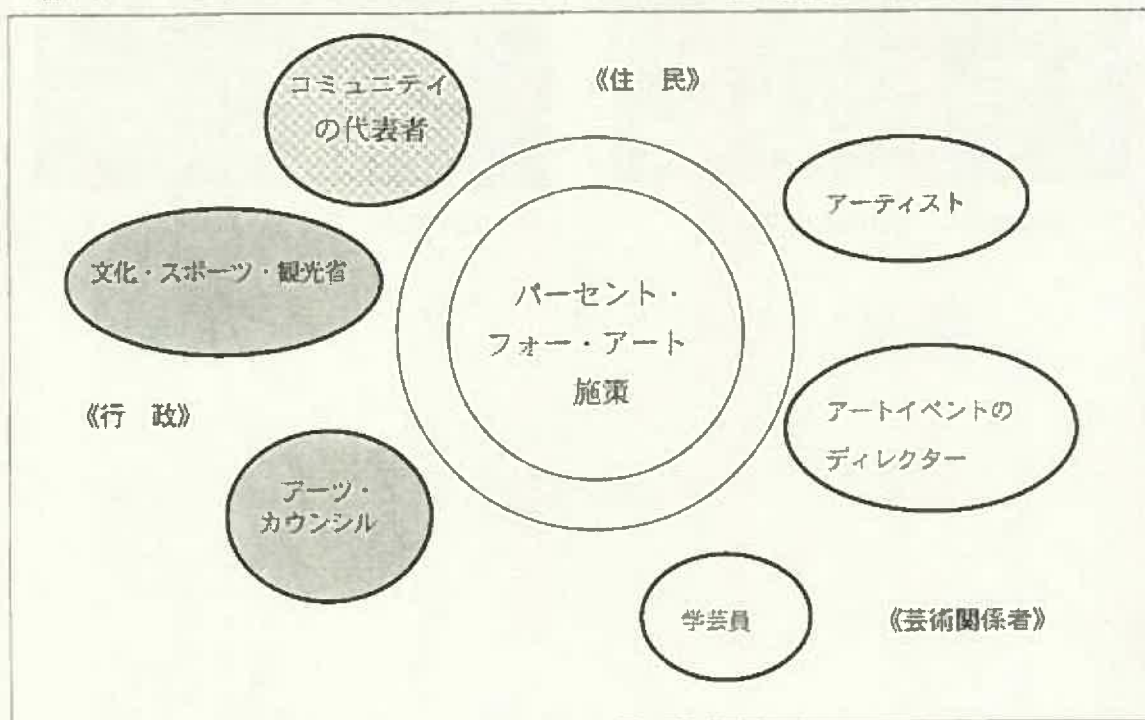 コミュニティ
の代表者
《住　民》
アーティスト
文化・スポーツ・観光省
パーセント・
フォー・アート
施策
《行　政》
アートイベントの
ディレクター
アーツ・
カウンシル
学芸員
《芸術関係者》